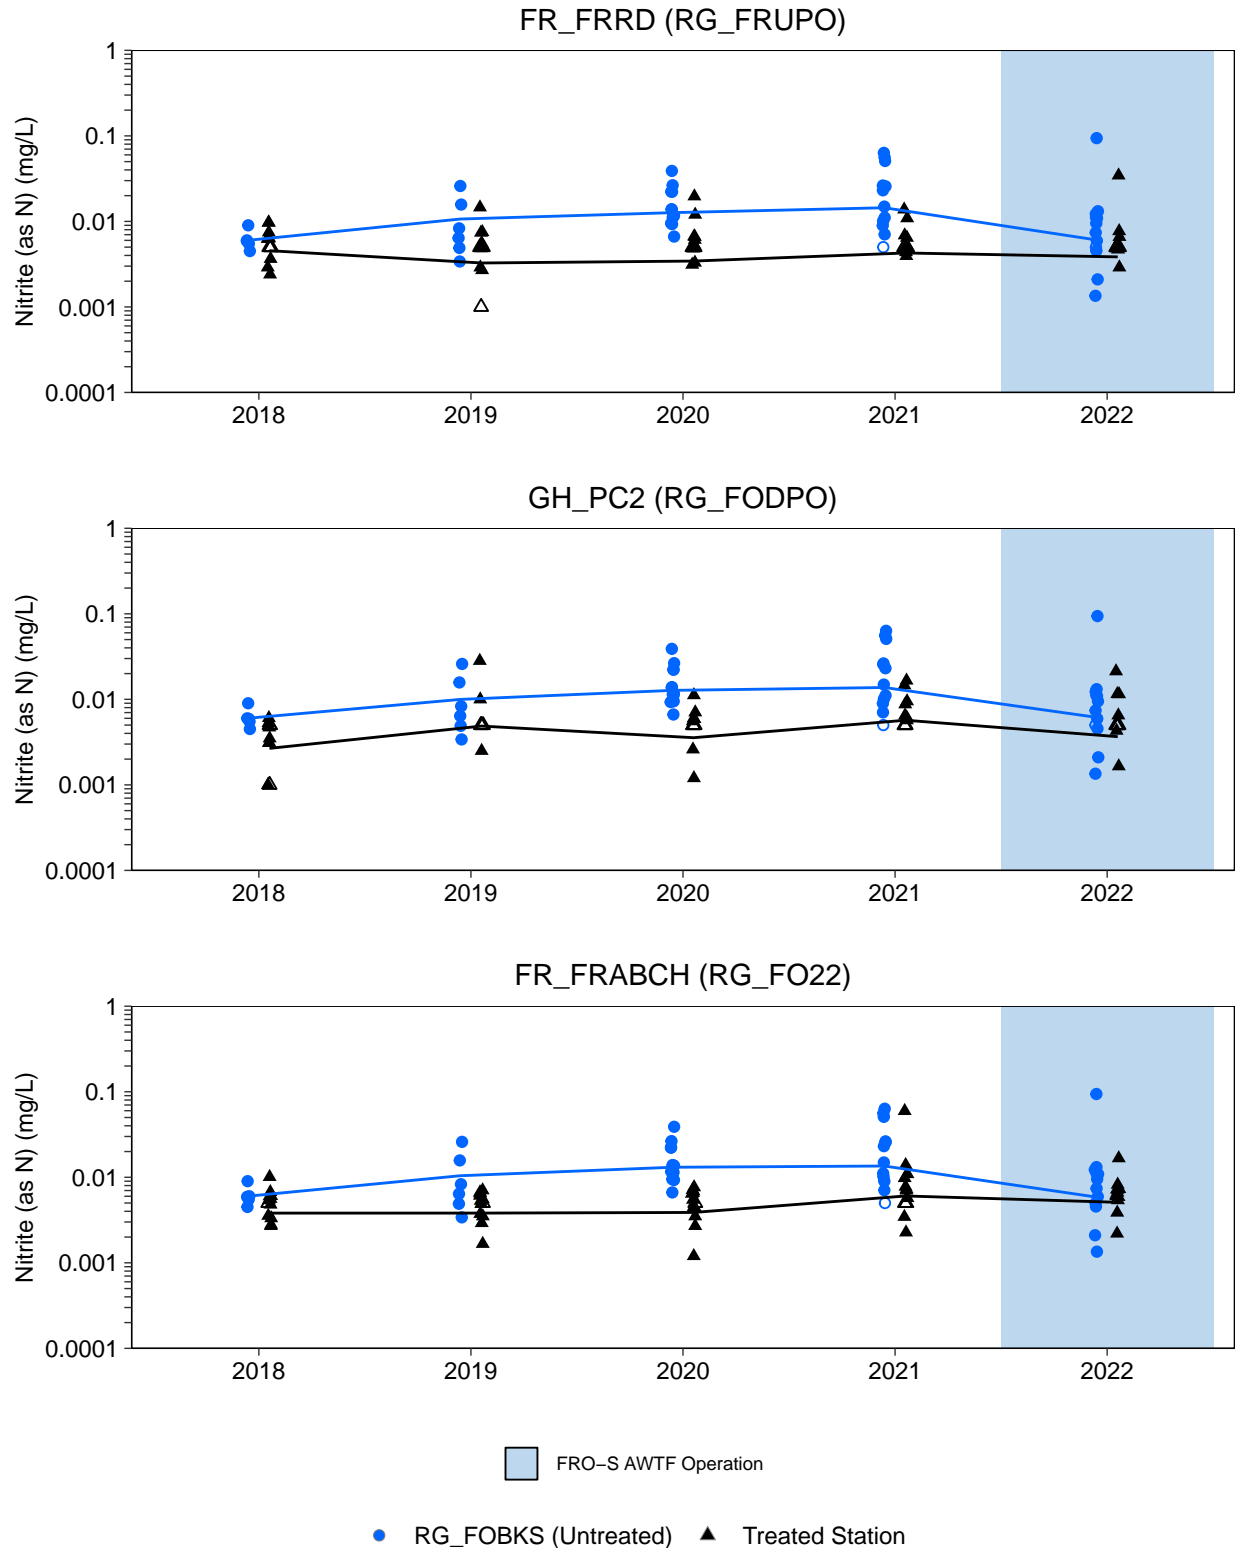 FR_FRRD (RG_FRUPO)
Nitrite (as N) (mg/L)
1
0.1
0.01
0.001
0.0001
2018 2019 2020 2021 2022
GH_PC2 (RG_FODPO)
Nitrite (as N) (mg/L)
1
0.1
0.01
0.001
0.0001
2018 2019 2020 2021 2022
FR_FRABCH (RG_FO22)
Nitrite (as N) (mg/L)
1
0.1
0.01
0.001
0.0001
2018 2019 2020 2021 2022
FRO−S AWTF Operation
RG_FOBKS (Untreated) Treated Station